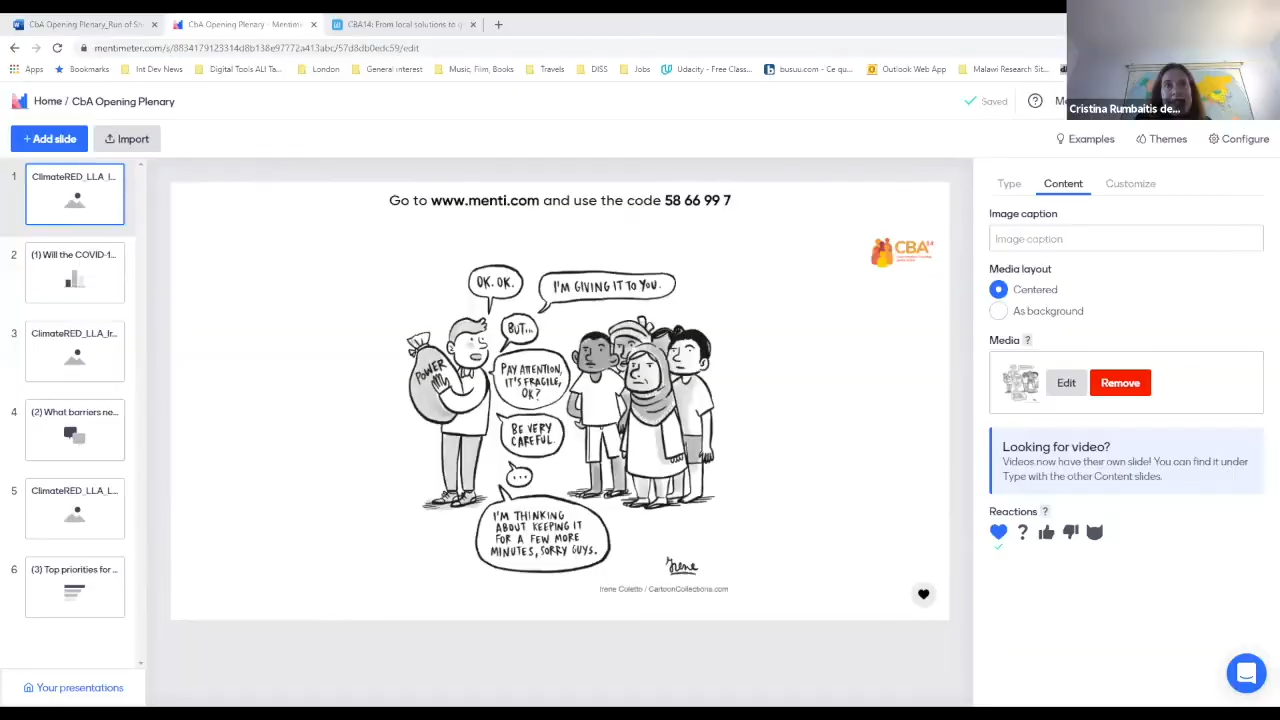 CbA Opening Plenary_Run of Sh
CbA Opening Plenary - Mentime
CBA14: From local solutions to g
mentimeter.com/s/8834179123314d8b138e97772a413abc/57d8db0edc59/edit
Apps
Bookmarks
Int Dev News
Digital Tools ALI Ta...
London
General interest
Music, Film, Books
Travels
DISS
Jobs
Udacity - Free Class...
busuu.com - Ce qu...
Outlook Web App
Malawi Research Sit...
Cristina Rumbaitis de...
Home / CbA Opening Plenary
Saved
+ Add slide
Import
Examples
Themes
Configure
1
ClimateRED_LLA_I...
2
(1) Will the COVID-1...
3
ClimateRED_LLA_Ir...
4
(2) What barriers ne...
5
ClimateRED_LLA_L...
6
(3) Top priorities for ...
Your presentations
Go to www.menti.com and use the code 58 66 99 7
CBA14
OK. OK.
I'M GIVING IT TO YOU.
BUT...
POWER
PAY ATTENTION,
IT'S FRAGILE,
OK?
BE VERY
CAREFUL.
...
I'M THINKING
ABOUT KEEPING IT
FOR A FEW MORE
MINUTES, SORRY GUYS.
Irene
Irene Coletto / CartoonCollections.com
Type
Content
Customize
Image caption
Image caption
Media layout
Centered
As background
Media ?
Edit
Remove
Looking for video?
Videos now have their own slide! You can find it under
Type with the other Content slides.
Reactions ?